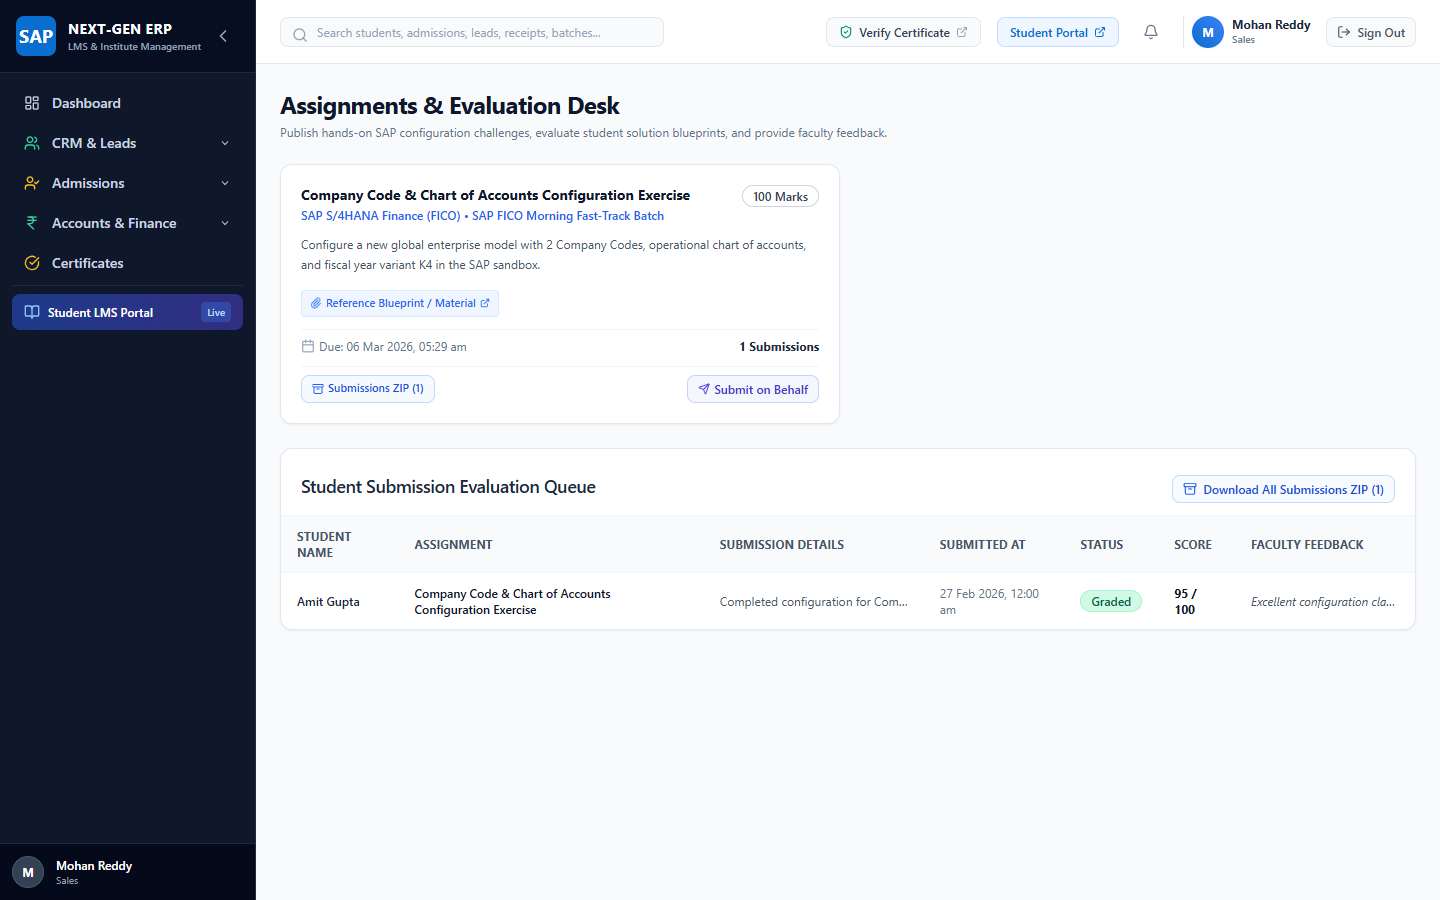 SAP
NEXT-GEN ERP
LMS & Institute Management
Search students, admissions, leads, receipts, batches...
Verify Certificate
Student Portal
M
Mohan Reddy
Sales
Sign Out
Dashboard
CRM & Leads
Admissions
Accounts & Finance
Certificates
Student LMS Portal
Live
Assignments & Evaluation Desk
Publish hands-on SAP configuration challenges, evaluate student solution blueprints, and provide faculty feedback.
Company Code & Chart of Accounts Configuration Exercise
100 Marks
SAP S/4HANA Finance (FICO) • SAP FICO Morning Fast-Track Batch
Configure a new global enterprise model with 2 Company Codes, operational chart of accounts,
and fiscal year variant K4 in the SAP sandbox.
Reference Blueprint / Material
Due: 06 Mar 2026, 05:29 am
1 Submissions
Submissions ZIP (1)
Submit on Behalf
Student Submission Evaluation Queue
Download All Submissions ZIP (1)
STUDENT
NAME
ASSIGNMENT
SUBMISSION DETAILS
SUBMITTED AT
STATUS
SCORE
FACULTY FEEDBACK
Amit Gupta
Company Code & Chart of Accounts
Configuration Exercise
Completed configuration for Com...
27 Feb 2026, 12:00
am
Graded
95 /
100
Excellent configuration cla...
M
Mohan Reddy
Sales